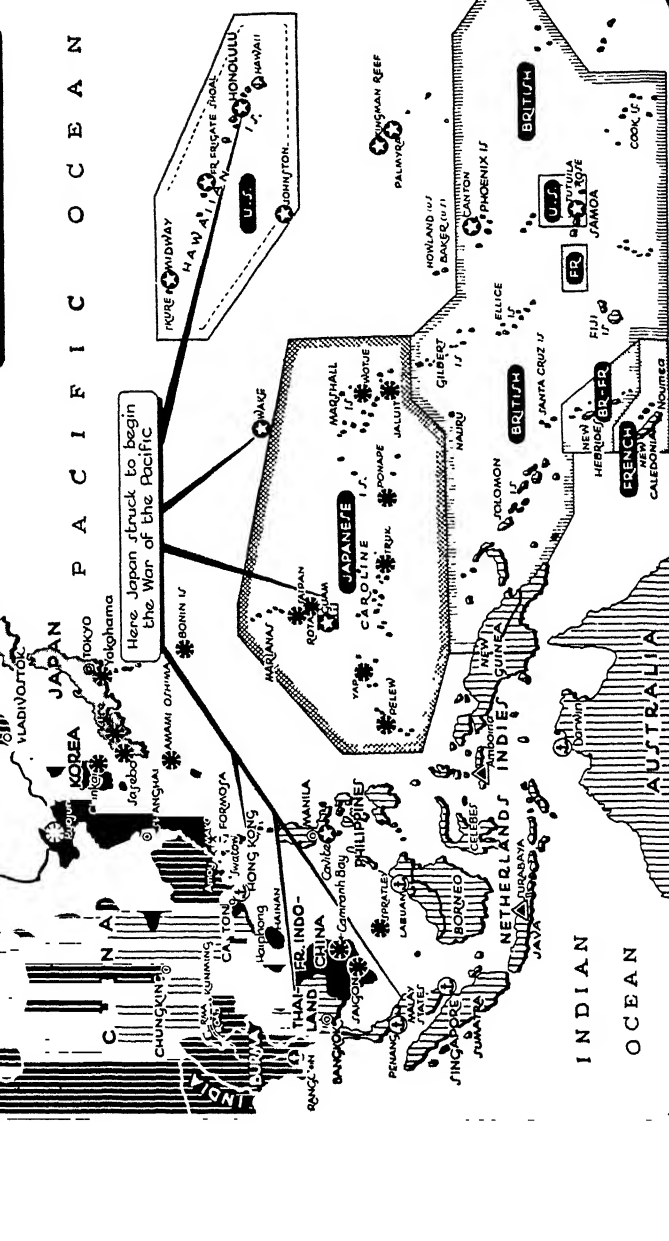 PACIFIC OCEAN
Here Japan struck to begin
the War of the Pacific
VLADIVOSTOK
JAPAN
TOKYO
Yokohama
KOREA
Sasebo
AMAMI OSHIMA
BONIN IS
SHANGHAI
CHINA
CHUNGKING
KUNMING
FORMOSA
Swatow
HONG KONG
CANTON
Haiphong
HAINAN
INDIA
BURMA
RANGOON
THAI-
LAND
FR. INDO-
CHINA
BANGKOK
SAIGON
Camranh Bay
MANILA
Cavite
PHILIPPINES
SPRATLEY
LABUAN
BORNEO
CELEBES
PENANG
MALAY
STATES
SINGAPORE
SUMATRA
NETHERLANDS INDIES
SURABAYA
JAVA
Amboina
INDIAN
OCEAN
KURE
MIDWAY
FR. FRIGATE SHOAL
HONOLULU
HAWAII
HAWAIIAN IS.
U.S.
JOHNSTON
WAKE
MARIANAS
SAIPAN
ROTA
GUAM
JAPANESE
CAROLINE IS.
YAP
PELEW
TRUK
PONAPE
MARSHALL
IS
WOTJE
JALUIT
KINGMAN REEF
PALMYRA
HOWLAND (US)
BAKER (US)
CANTON
PHOENIX IS
GILBERT
IS
NAURU
ELLICE
IS
BRITISH
BRITISH
SOLOMON
IS
SANTA CRUZ IS
NEW
GUINEA
NEW
HEBRIDES
BR-FR
FRENCH
NEW
CALEDONIA
Noumea
FIJI
IS
FR
U.S.
TUTUILA
ROSE
SAMOA
COOK IS
Darwin
AUSTRALIA